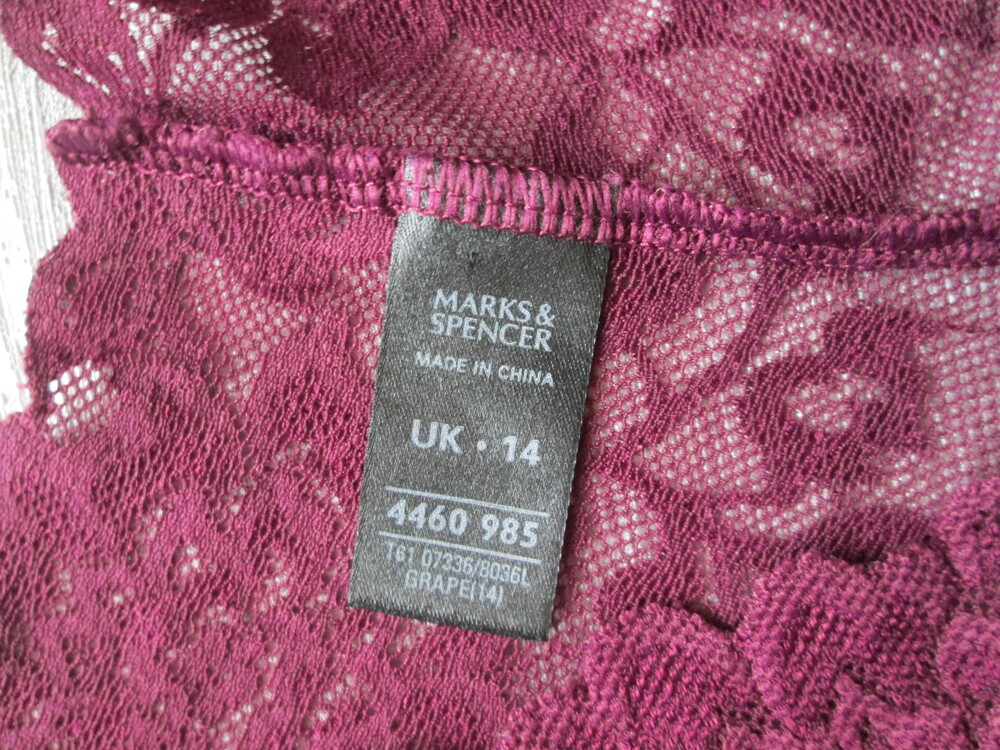 MARKS&
SPENCER
MADE IN CHINA
UK · 14
4460 985
T61 07336/8036L
GRAPE(14)